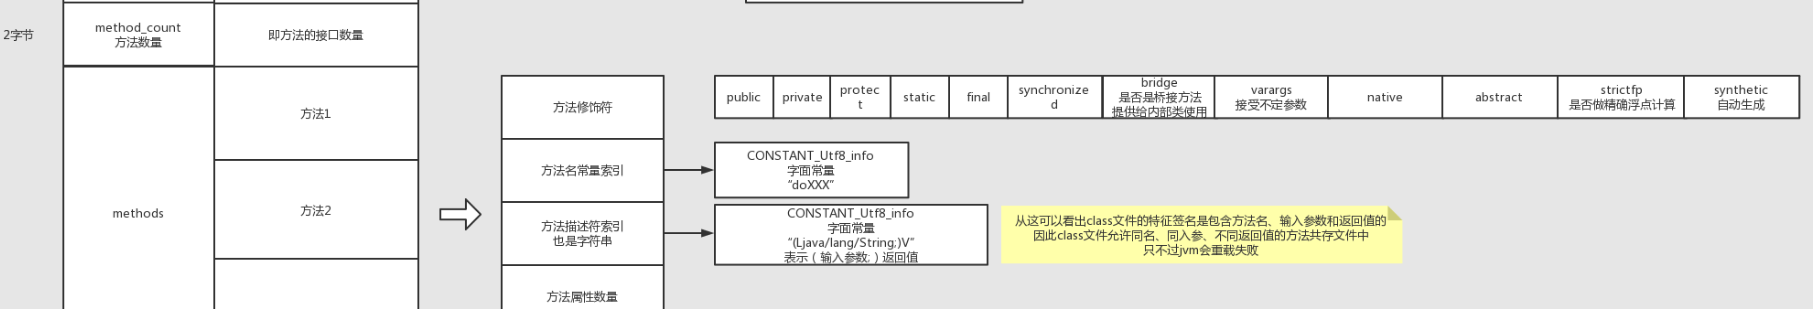 2字节
method_count
方法数量
即方法的接口数量
methods
方法1
方法2
方法修饰符
方法名常量索引
方法描述符索引
也是字符串
方法属性数量
public
private
protec
t
static
final
synchronize
d
bridge
是否是桥接方法
提供给内部类使用
varargs
接受不定参数
native
abstract
strictfp
是否做精确浮点计算
synthetic
自动生成
CONSTANT_Utf8_info
字面常量
“doXXX”
CONSTANT_Utf8_info
字面常量
“(Ljava/lang/String;)V”
表示（输入参数;）返回值
从这可以看出class文件的特征签名是包含方法名、输入参数和返回值的
因此class文件允许同名、同入参、不同返回值的方法共存文件中
只不过jvm会重载失败